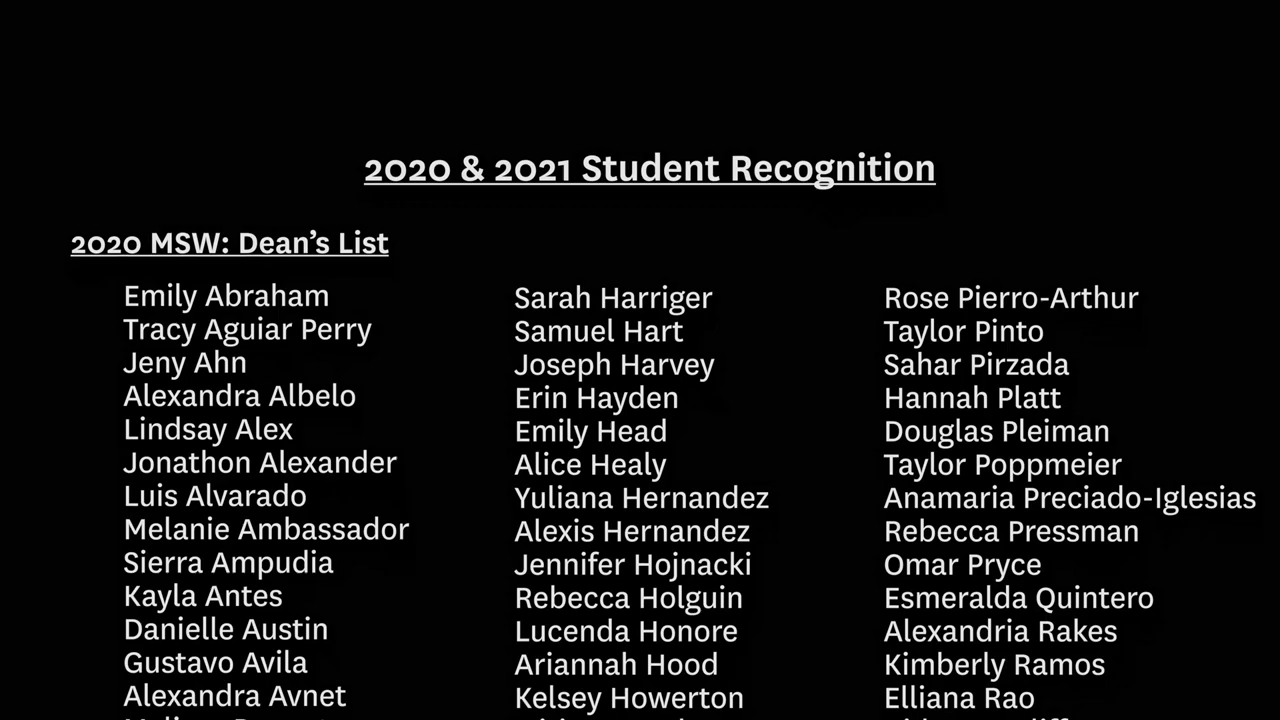 2020 & 2021 Student Recognition
2020 MSW: Dean's List
Emily Abraham
Tracy Aguiar Perry
Jeny Ahn
Alexandra Albelo
Lindsay Alex
Jonathon Alexander
Luis Alvarado
Melanie Ambassador
Sierra Ampudia
Kayla Antes
Danielle Austin
Gustavo Avila
Alexandra Avnet
Sarah Harriger
Samuel Hart
Joseph Harvey
Erin Hayden
Emily Head
Alice Healy
Yuliana Hernandez
Alexis Hernandez
Jennifer Hojnacki
Rebecca Holguin
Lucenda Honore
Ariannah Hood
Kelsey Howerton
Rose Pierro-Arthur
Taylor Pinto
Sahar Pirzada
Hannah Platt
Douglas Pleiman
Taylor Poppmeier
Anamaria Preciado-Iglesias
Rebecca Pressman
Omar Pryce
Esmeralda Quintero
Alexandria Rakes
Kimberly Ramos
Elliana Rao